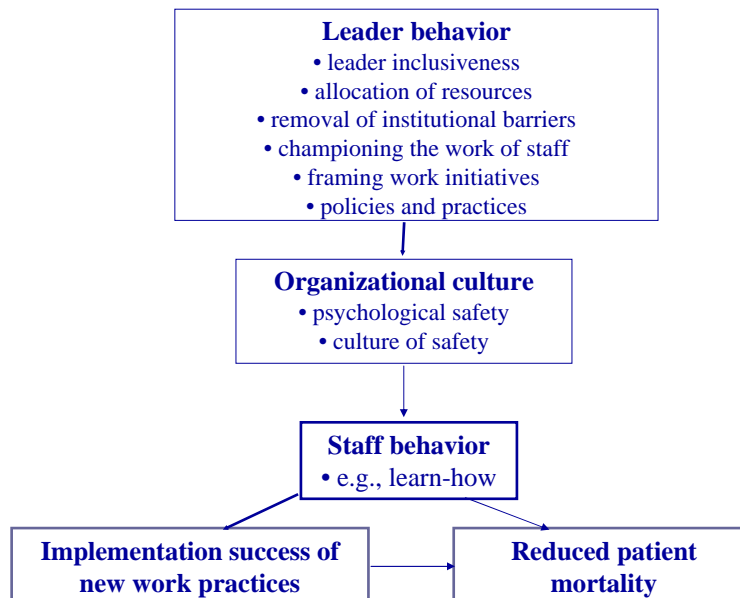 Leader behavior
• leader inclusiveness
• allocation of resources
• removal of institutional barriers
• championing the work of staff
• framing work initiatives
• policies and practices
Organizational culture
• psychological safety
• culture of safety
Staff behavior
• e.g., learn-how
Implementation success of
new work practices
Reduced patient
mortality